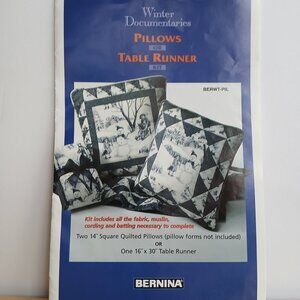 Winter
Documentaries
PILLOWS
OR
TABLE RUNNER
KIT
BERWT-PIL
Kit includes all the fabric, muslin,
cording and batting necessary to complete
Two 14" Square Quilted Pillows (pillow forms not included)
OR
One 16" x 30" Table Runner
BERNINA